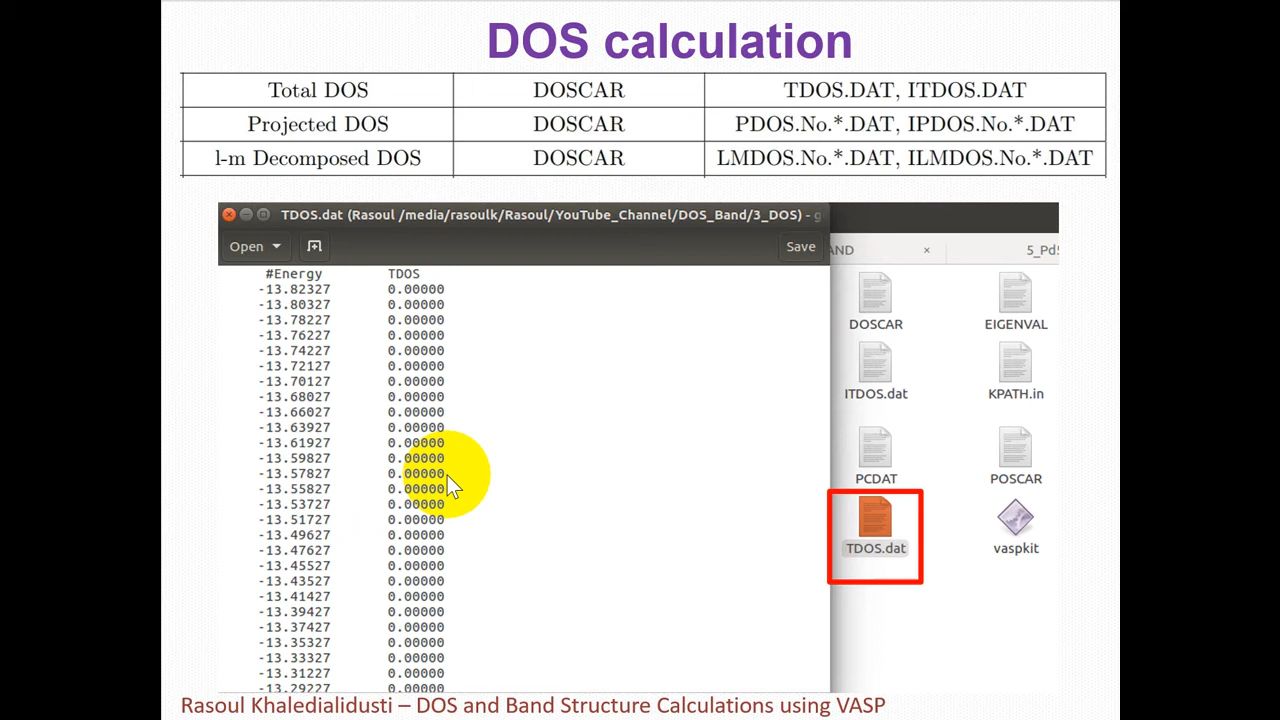 DOS calculation
Total DOS DOSCAR TDOS.DAT, ITDOS.DAT
Projected DOS DOSCAR PDOS.No.*.DAT, IPDOS.No.*.DAT
l-m Decomposed DOS DOSCAR LMDOS.No.*.DAT, ILMDOS.No.*.DAT
TDOS.dat (Rasoul /media/rasoulk/Rasoul/YouTube_Channel/DOS_Band/3_DOS) - g
Open Save
#Energy TDOS
-13.82327 0.00000
-13.80327 0.00000
-13.78227 0.00000
-13.76227 0.00000
-13.74227 0.00000
-13.72127 0.00000
-13.70127 0.00000
-13.68027 0.00000
-13.66027 0.00000
-13.63927 0.00000
-13.61927 0.00000
-13.59827 0.00000
-13.57827 0.00000
-13.55827 0.00000
-13.53727 0.00000
-13.51727 0.00000
-13.49627 0.00000
-13.47627 0.00000
-13.45527 0.00000
-13.43527 0.00000
-13.41427 0.00000
-13.39427 0.00000
-13.37427 0.00000
-13.35327 0.00000
-13.33327 0.00000
-13.31227 0.00000
-13.29227 0.00000
AND × 5_Pd5
DOSCAR EIGENVAL
ITDOS.dat KPATH.in
PCDAT POSCAR
TDOS.dat vaspkit
Rasoul Khaledialidusti – DOS and Band Structure Calculations using VASP